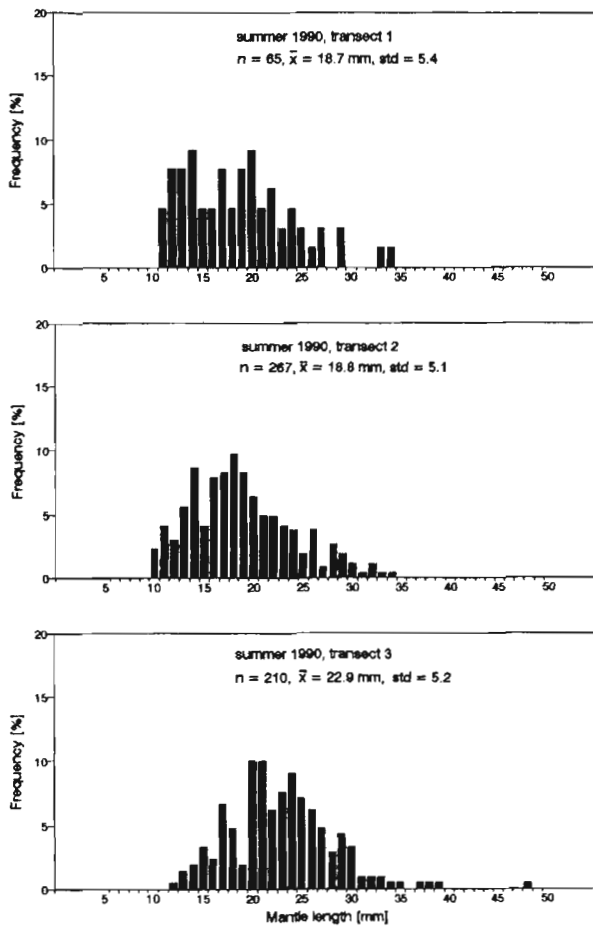 20
15
10
5
0
Frequency [%]
summer 1990, transect 1
n = 65, x̄ = 18.7 mm, std = 5.4
5 10 15 20 25 30 35 40 45 50
20
15
10
5
0
Frequency [%]
summer 1990, transect 2
n = 267, x̄ = 18.8 mm, std = 5.1
5 10 15 20 25 30 35 40 45 50
20
15
10
5
0
Frequency [%]
summer 1990, transect 3
n = 210, x̄ = 22.9 mm, std = 5.2
5 10 15 20 25 30 35 40 45 50
Mantle length [mm]